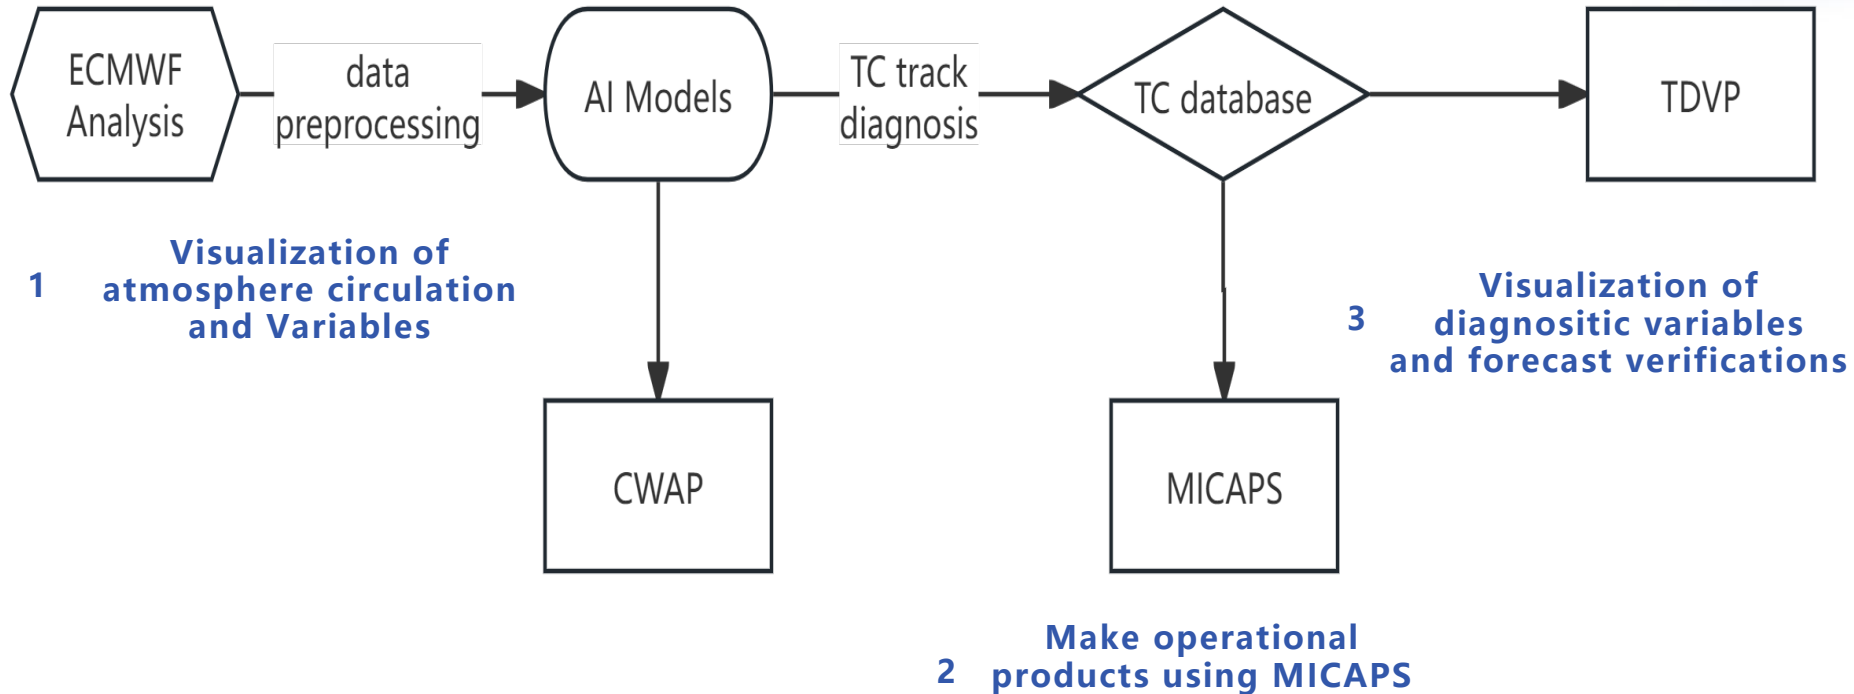 ECMWF
Analysis
data
preprocessing
AI Models
TC track
diagnosis
TC database
TDVP
1
Visualization of
atmosphere circulation
and Variables
3
Visualization of
diagnositic variables
and forecast verifications
CWAP
MICAPS
2
Make operational
products using MICAPS